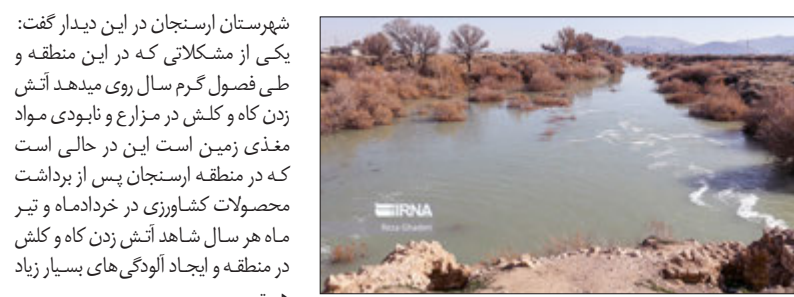 شهرستان ارسنجان در این دیدار گفت:
یکی از مشکلاتی که در این منطقه و
طی فصول گرم سال روی میدهد آتش
زدن کاه و کلش در مزارع و نابودی مواد
مغذی زمین است این در حالی است
که در منطقه ارسنجان پس از برداشت
محصولات کشاورزی در خردادماه و تیر
ماه هر سال شاهد آتش زدن کاه و کلش
در منطقه و ایجاد آلودگی‌های بسیار زیاد
IRNA
Reza Ghaderi